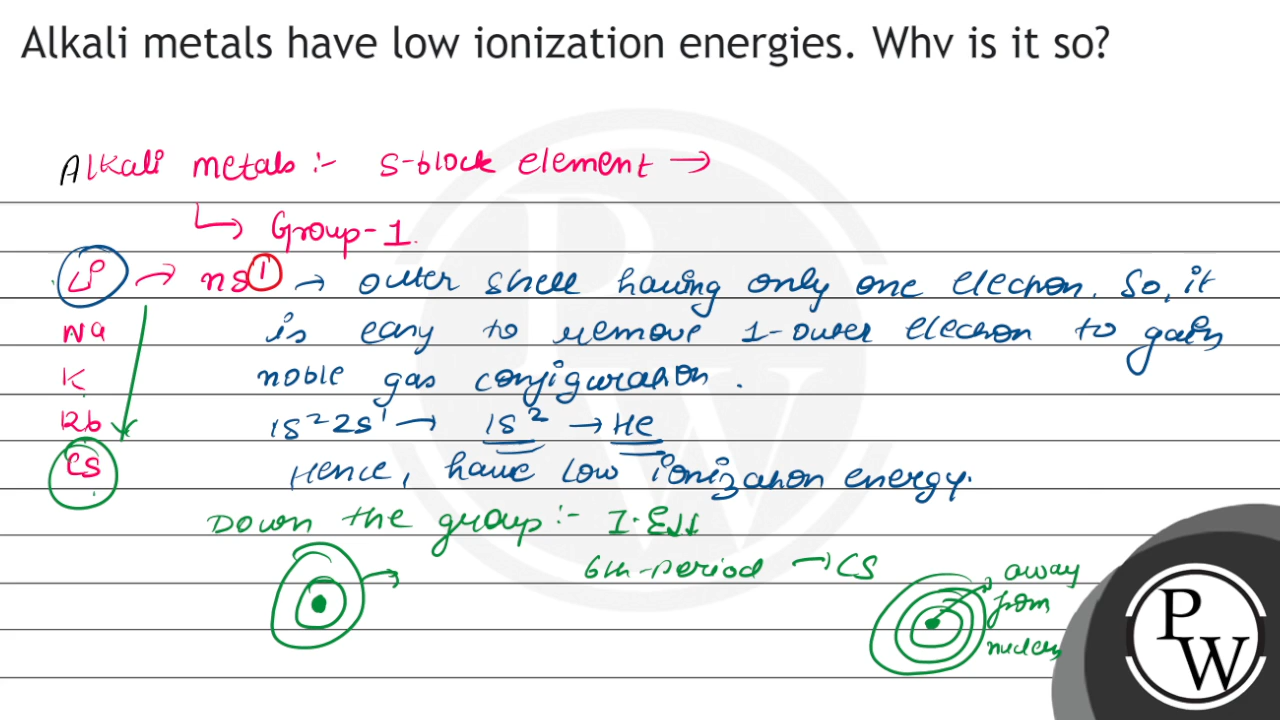 Alkali metals have low ionization energies. Whv is it so?
Alkali metals :- S-block element →
↳ Group-1.
Li → ns¹ → outer shell having only one electron. So, it
Na is easy to remove 1-outer electron to gain
K noble gas configuration.
Rb 1s²2s¹ → 1s² → He
Cs Hence, have low ionization energy.
Down the group :- I.E↓↓
6th-period → Cs
away
from
nucleus
P
W